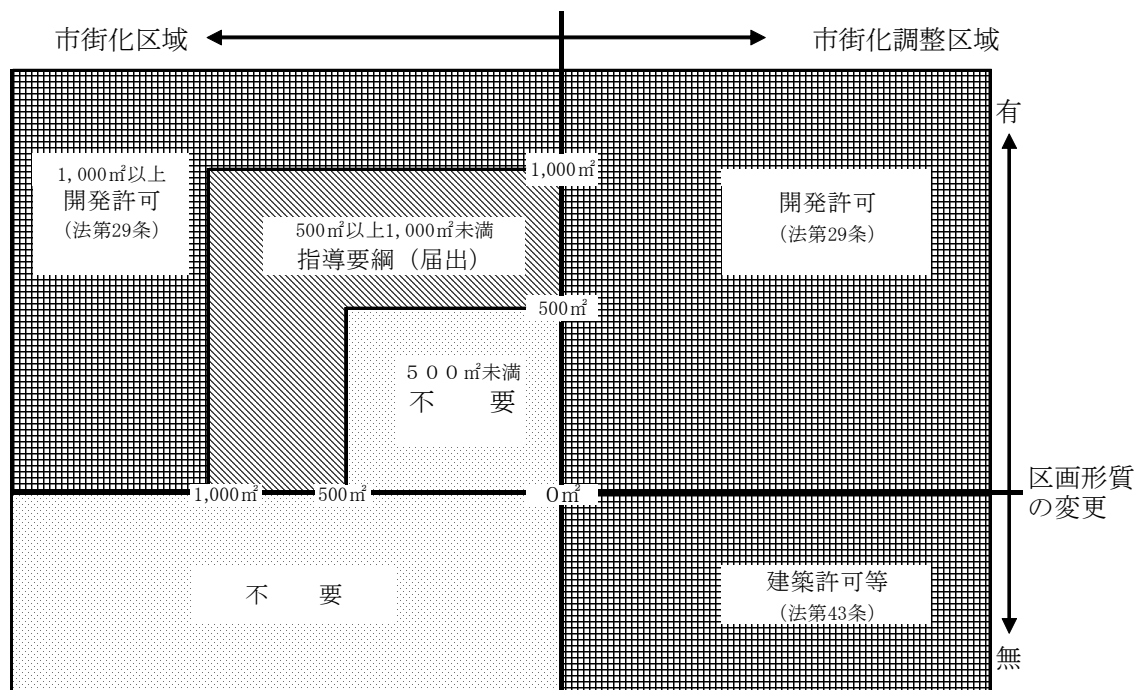 市街化区域
市街化調整区域
有
1,000㎡以上
開発許可
(法第29条)
1,000㎡
開発許可
(法第29条)
500㎡以上1,000㎡未満
指導要綱（届出）
500㎡
５００㎡未満
不　要
1,000㎡
500㎡
0㎡
区画形質
の変更
不　要
建築許可等
(法第43条)
無